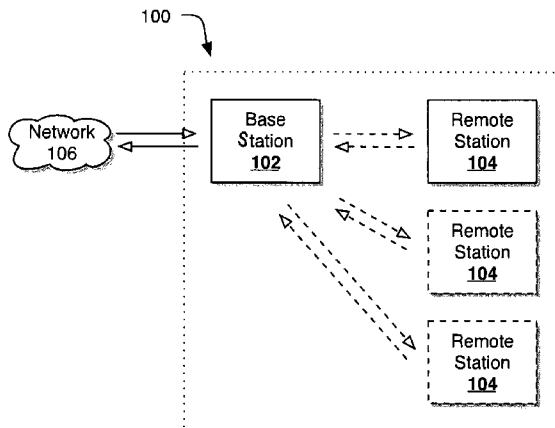 100
Network
106
Base
Station
102
Remote
Station
104
Remote
Station
104
Remote
Station
104